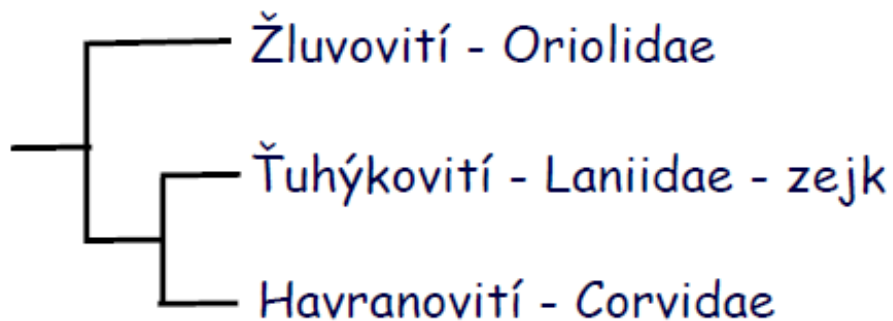 Žluvovití - Oriolidae
Ťuhýkovití - Laniidae - zejk
Havranovití - Corvidae